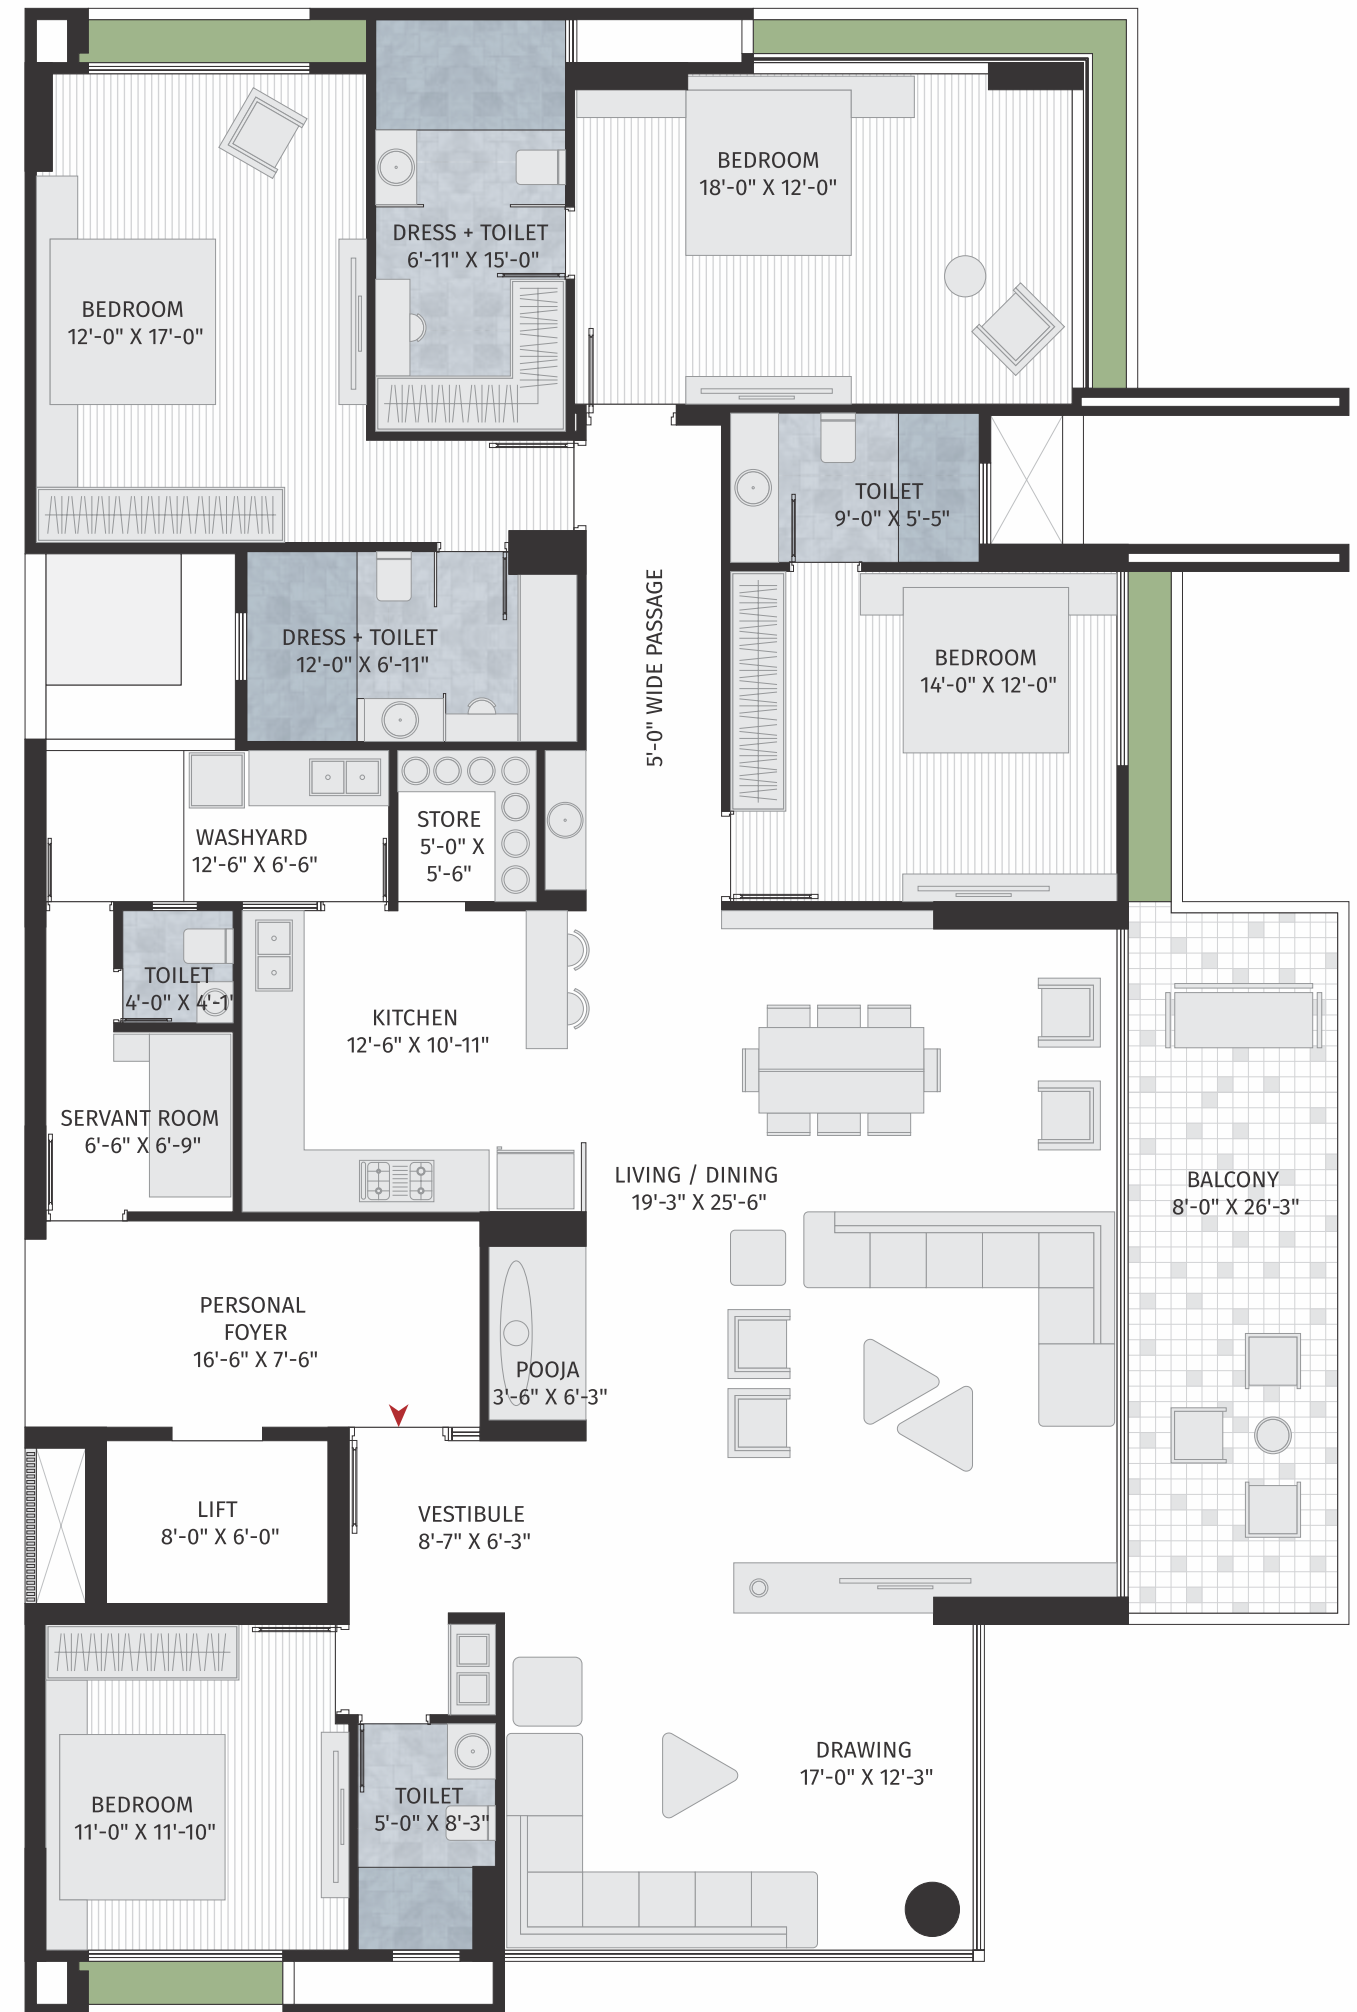 BEDROOM
18'-0" X 12'-0"
DRESS + TOILET
6'-11" X 15'-0"
BEDROOM
12'-0" X 17'-0"
TOILET
9'-0" X 5'-5"
5'-0" WIDE PASSAGE
DRESS + TOILET
12'-0" X 6'-11"
BEDROOM
14'-0" X 12'-0"
WASHYARD
12'-6" X 6'-6"
STORE
5'-0" X
5'-6"
TOILET
4'-0" X 4'-1"
KITCHEN
12'-6" X 10'-11"
SERVANT ROOM
6'-6" X 6'-9"
LIVING / DINING
19'-3" X 25'-6"
BALCONY
8'-0" X 26'-3"
PERSONAL
FOYER
16'-6" X 7'-6"
POOJA
3'-6" X 6'-3"
LIFT
8'-0" X 6'-0"
VESTIBULE
8'-7" X 6'-3"
DRAWING
17'-0" X 12'-3"
TOILET
5'-0" X 8'-3"
BEDROOM
11'-0" X 11'-10"